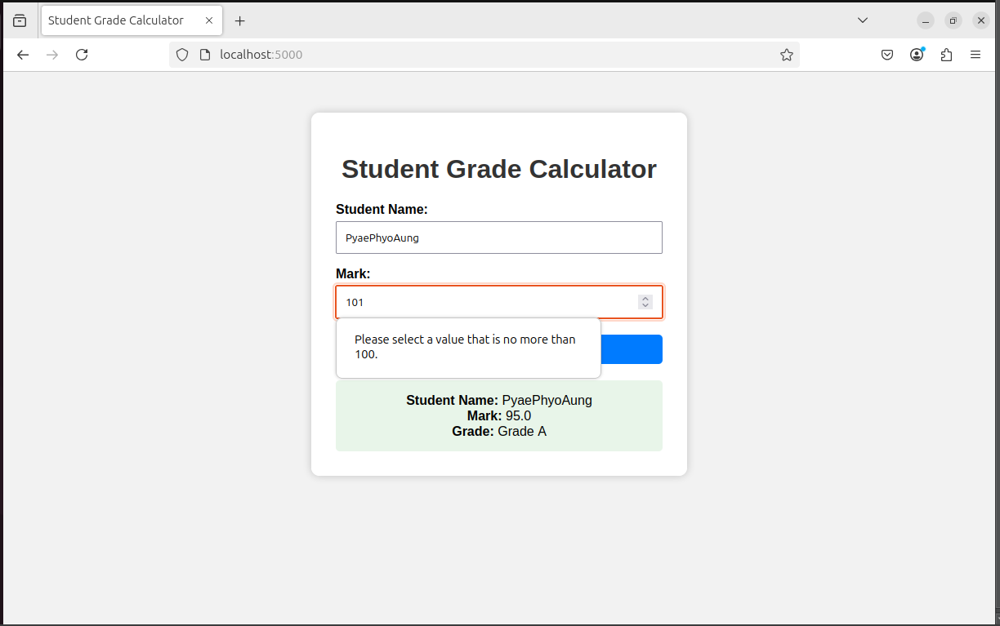 Student Grade Calculator
localhost:5000
Student Grade Calculator
Student Name:
PyaePhyoAung
Mark:
101
Please select a value that is no more than
100.
Student Name: PyaePhyoAung
Mark: 95.0
Grade: Grade A